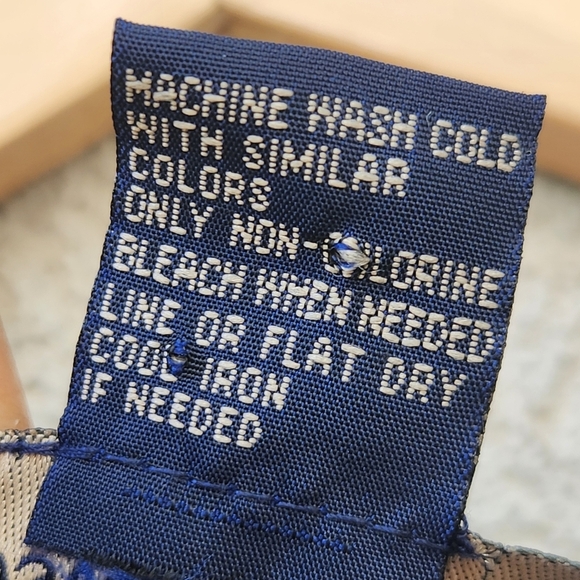 MACHINE WASH COLD
WITH SIMILAR
COLORS
ONLY NON-CHLORINE
BLEACH WHEN NEEDED
LINE OR FLAT DRY
COOL IRON
IF NEEDED